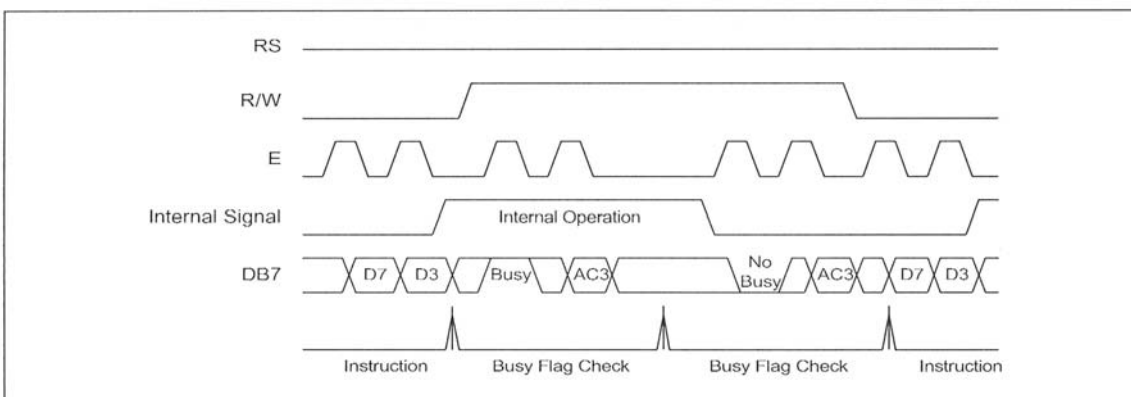 RS
R/W
E
Internal Signal
Internal Operation
DB7
D7 D3 Busy AC3 No Busy AC3 D7 D3
Instruction Busy Flag Check Busy Flag Check Instruction